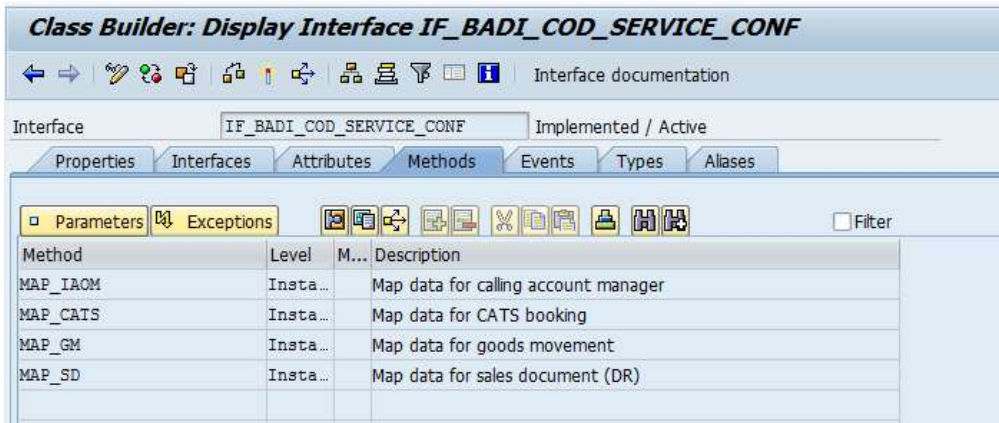 Class Builder: Display Interface IF_BADI_COD_SERVICE_CONF
Interface documentation
Interface IF_BADI_COD_SERVICE_CONF Implemented / Active
Properties Interfaces Attributes Methods Events Types Aliases
Parameters Exceptions Filter
Method Level M... Description
MAP_IAOM Insta... Map data for calling account manager
MAP_CATS Insta... Map data for CATS booking
MAP_GM Insta... Map data for goods movement
MAP_SD Insta... Map data for sales document (DR)